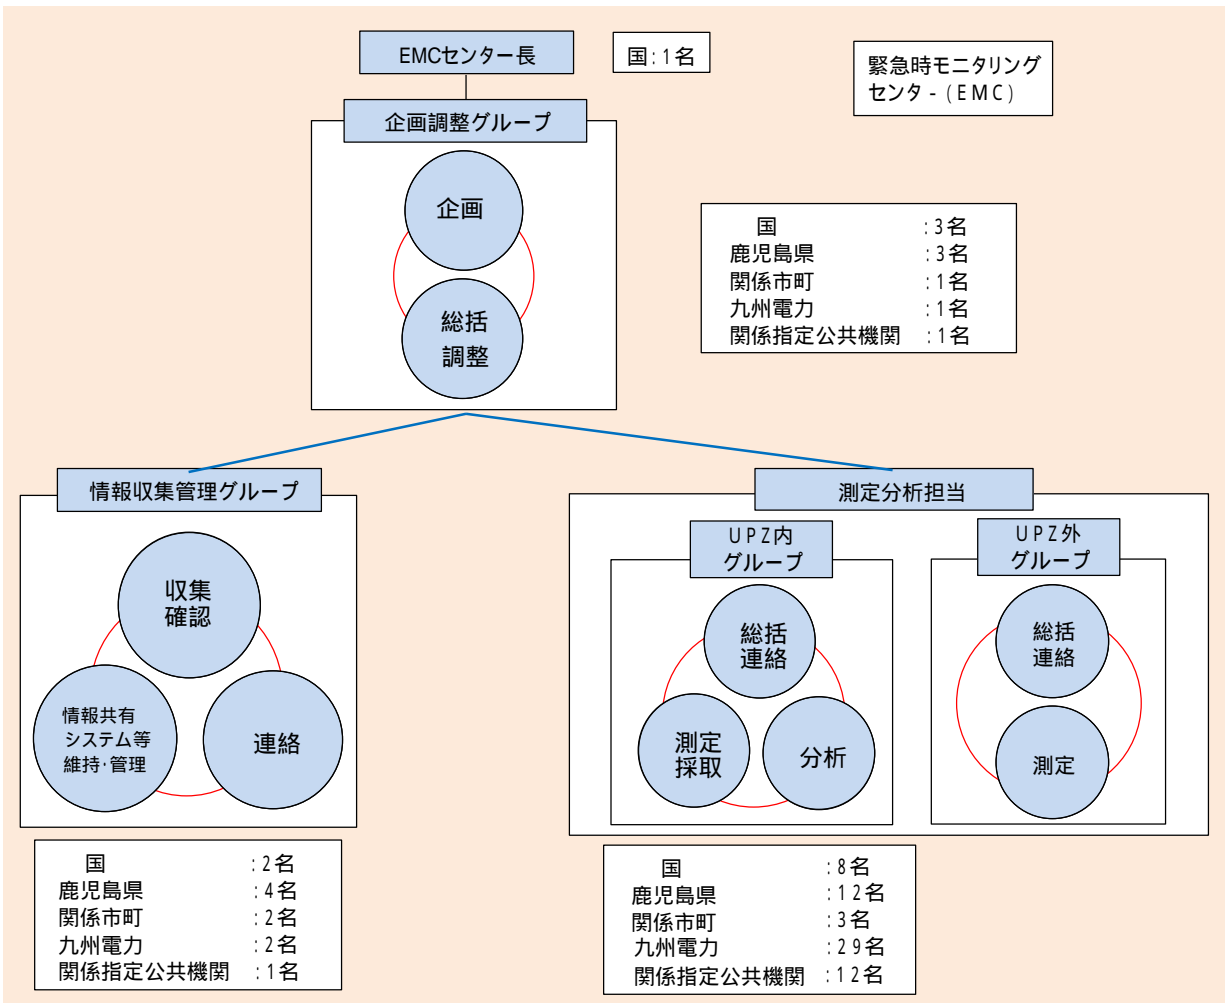 EMCセンター長
国:1名
緊急時モニタリング
センタ-(EMC)
企画調整グループ
企画
総括
調整
国 :3名
鹿児島県 :3名
関係市町 :1名
九州電力 :1名
関係指定公共機関 :1名
情報収集管理グループ
収集
確認
情報共有
システム等
維持・管理
連絡
国 :2名
鹿児島県 :4名
関係市町 :2名
九州電力 :2名
関係指定公共機関 :1名
測定分析担当
UPZ内
グループ
総括
連絡
測定
採取
分析
UPZ外
グループ
総括
連絡
測定
国 :8名
鹿児島県 :12名
関係市町 :3名
九州電力 :29名
関係指定公共機関 :12名